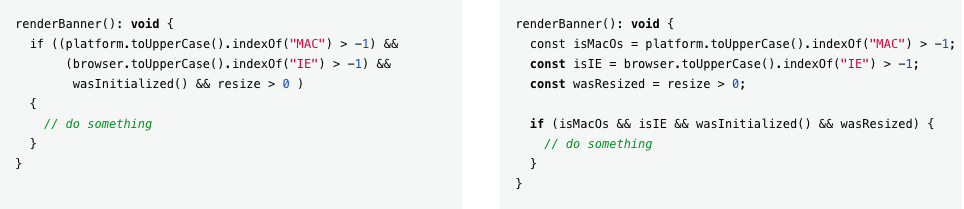 renderBanner(): void {
  if ((platform.toUpperCase().indexOf("MAC") > -1) &&
       (browser.toUpperCase().indexOf("IE") > -1) &&
        wasInitialized() && resize > 0 )
  {
    // do something
  }
}
renderBanner(): void {
  const isMacOs = platform.toUpperCase().indexOf("MAC") > -1;
  const isIE = browser.toUpperCase().indexOf("IE") > -1;
  const wasResized = resize > 0;

  if (isMacOs && isIE && wasInitialized() && wasResized) {
    // do something
  }
}